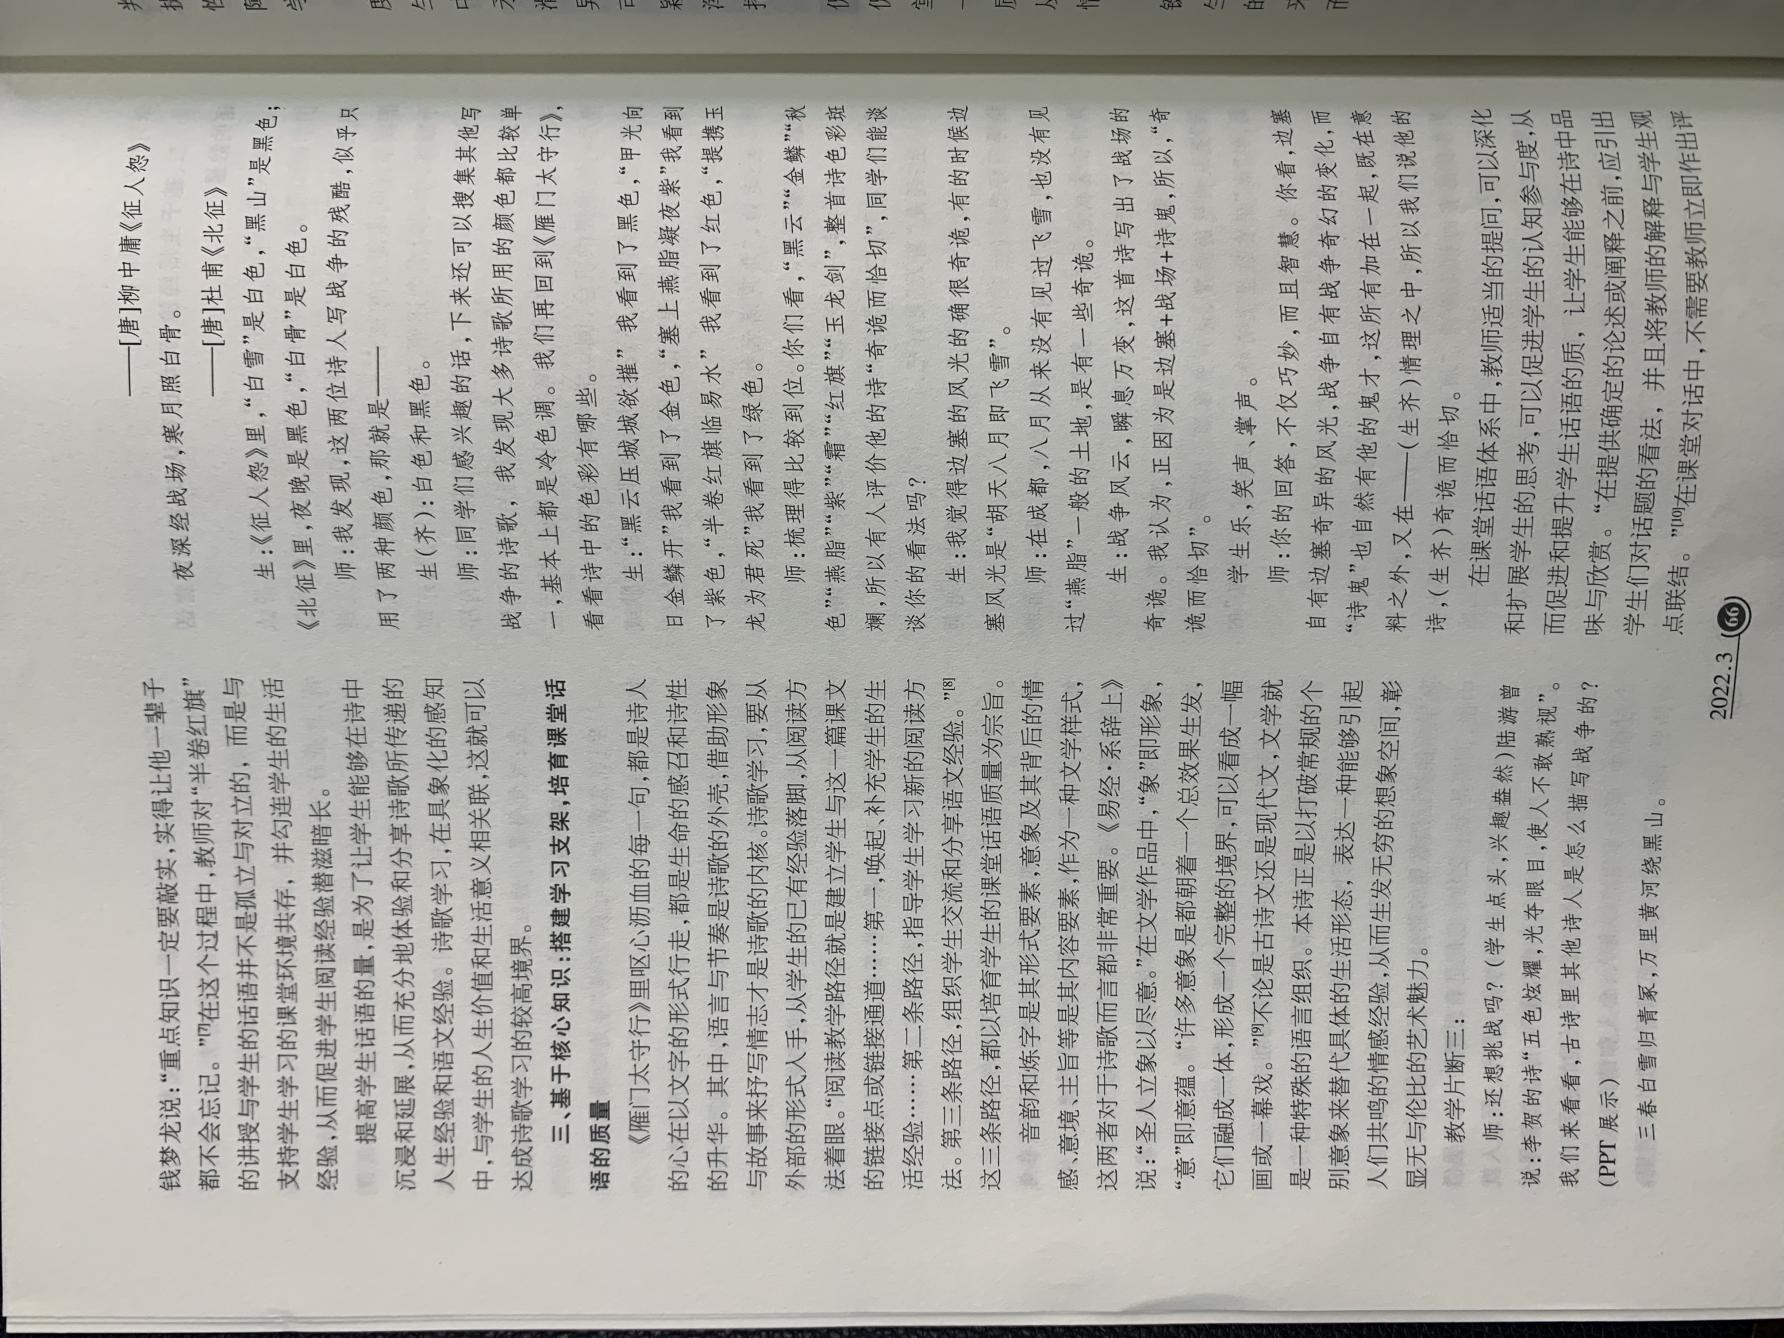 钱梦龙说：“重点知识一定要敲实，实得让他一辈子
都不会忘记。”[7]在这个过程中，教师对“半卷红旗”
的讲授与学生的话语并不是孤立与对立的，而是与
支持学生学习的课堂环境共存，并勾连学生的生活
经验，从而促进学生阅读经验潜滋暗长。
提高学生话语的量，是为了让学生能够在诗中
沉浸和延展，从而充分地体验和分享诗歌所传递的
人生经验和语文经验。诗歌学习，在具象化的感知
中，与学生的人生价值和生活意义相关联，这就可以
达成诗歌学习的较高境界。
三、基于核心知识：搭建学习支架，培育课堂话
语的质量
《雁门太守行》里呕心沥血的每一句，都是诗人
的心在以文字的形式行走，都是生命的感召和诗性
的升华。其中，语言与节奏是诗歌的外壳，借助形象
与故事来抒写情志才是诗歌的内核。诗歌学习，要从
外部的形式入手，从学生的已有经验落脚，从阅读方
法着眼。“阅读教学路径就是建立学生与这一篇课文
的链接点或链接通道……第一，唤起、补充学生的生
活经验……第二条路径，指导学生学习新的阅读方
法。第三条路径，组织学生交流和分享语文经验。”[8]
这三条路径，都以培育学生的课堂话语质量为宗旨。
音韵和炼字是其形式要素，意象及其背后的情
感、意境、主旨等是其内容要素，作为一种文学样式，
这两者对于诗歌而言都非常重要。《易经·系辞上》
说：“圣人立象以尽意。”在文学作品中，“象”即形象，
“意”即意蕴。“许多意象是都朝着一个总效果生发，
它们融成一体，形成一个完整的境界，可以看成一幅
画或一幕戏。”[9]不论是古诗文还是现代文，文学就
是一种特殊的语言组织。本诗正是以打破常规的个
别意象来替代具体的生活形态，表达一种能够引起
人们共鸣的情感经验，从而生发无穷的想象空间，彰
显无与伦比的艺术魅力。
教学片断三：
师：还想挑战吗？（学生点头，兴趣盎然）陆游曾
说：李贺的诗“五色炫耀，光夺眼目，使人不敢熟视”。
我们来看看，古诗里其他诗人是怎么描写战争的？
（PPT 展示）
三春白雪归青冢，万里黄河绕黑山。
——[唐]柳中庸《征人怨》
夜深经战场，寒月照白骨。
——[唐]杜甫《北征》
生：《征人怨》里，“白雪”是白色，“黑山”是黑色；
《北征》里，夜晚是黑色，“白骨”是白色。
师：我发现，这两位诗人写战争的残酷，似乎只
用了两种颜色，那就是——
生（齐）：白色和黑色。
师：同学们感兴趣的话，下来还可以搜集其他写
战争的诗歌，我发现大多诗歌所用的颜色都比较单
一，基本上都是冷色调。我们再回到《雁门太守行》，
看看诗中的色彩有哪些。
生：“黑云压城城欲摧”我看到了黑色，“甲光向
日金鳞开”我看到了金色，“塞上燕脂凝夜紫”我看到
了紫色，“半卷红旗临易水”我看到了红色，“提携玉
龙为君死”我看到了绿色。
师：梳理得比较到位。你们看，“黑云”“金鳞”“秋
色”“燕脂”“紫”“霜”“红旗”“玉龙剑”，整首诗色彩斑
斓，所以有人评价他的诗“奇诡而恰切”，同学们能谈
谈你的看法吗？
生：我觉得边塞的风光的确很奇诡，有的时候边
塞风光是“胡天八月即飞雪”。
师：在成都，八月从来没有见过飞雪，也没有见
过“燕脂”一般的土地，是有一些奇诡。
生：战争风云，瞬息万变，这首诗写出了战场的
奇诡。我认为，正因为是边塞+战场+诗鬼，所以，“奇
诡而恰切”。
学生乐，笑声、掌声。
师：你的回答，不仅巧妙，而且智慧。你看，边塞
自有边塞奇异的风光，战争自有战争奇幻的变化，而
“诗鬼”也自然有他的鬼才，这所有加在一起，既在意
料之外，又在——（生齐）情理之中，所以我们说他的
诗，（生齐）奇诡而恰切。
在课堂话语体系中，教师适当的提问，可以深化
和扩展学生的思考，可以促进学生的认知参与度，从
而促进和提升学生话语的质，让学生能够在诗中品
味与欣赏。“在提供确定的论述或阐释之前，应引出
学生们对话题的看法，并且将教师的解释与学生观
点联结。”[10]在课堂对话中，不需要教师立即作出评
2022.3 66